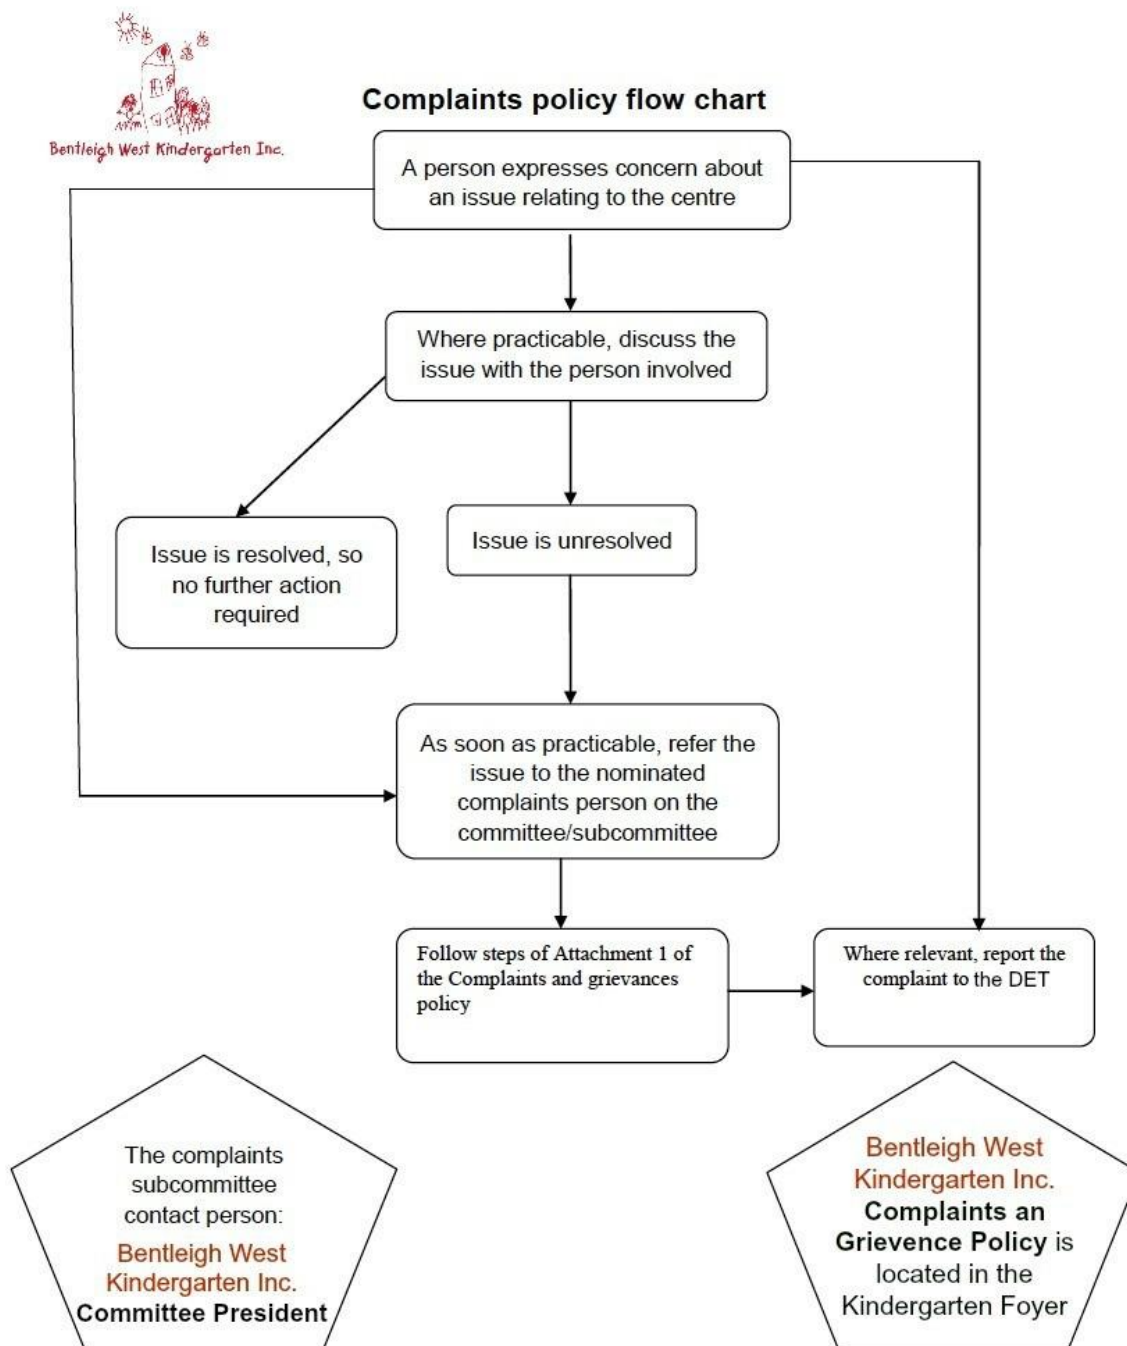 Bentleigh West Kindergarten Inc.
Complaints policy flow chart
A person expresses concern about
an issue relating to the centre
Where practicable, discuss the
issue with the person involved
Issue is resolved, so
no further action
required
Issue is unresolved
As soon as practicable, refer the
issue to the nominated
complaints person on the
committee/subcommittee
Follow steps of Attachment 1 of
the Complaints and grievances
policy
Where relevant, report the
complaint to the DET
The complaints
subcommittee
contact person:
Bentleigh West
Kindergarten Inc.
Committee President
Bentleigh West
Kindergarten Inc.
Complaints an
Grievence Policy is
located in the
Kindergarten Foyer